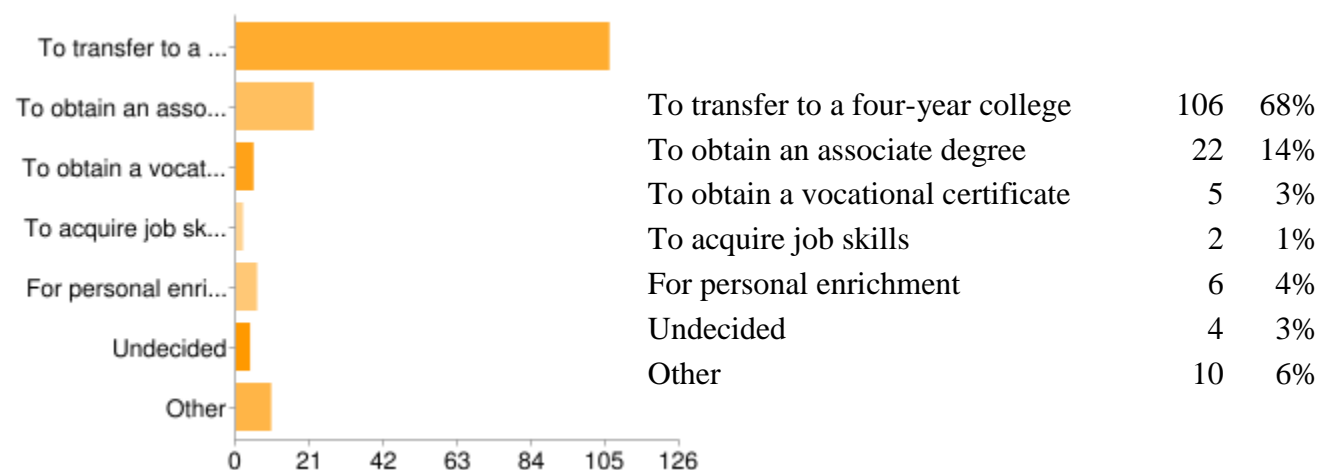 To transfer to a ...
To obtain an asso...
To obtain a vocat...
To acquire job sk...
For personal enri...
Undecided
Other
0 21 42 63 84 105 126
To transfer to a four-year college 106 68%
To obtain an associate degree 22 14%
To obtain a vocational certificate 5 3%
To acquire job skills 2 1%
For personal enrichment 6 4%
Undecided 4 3%
Other 10 6%